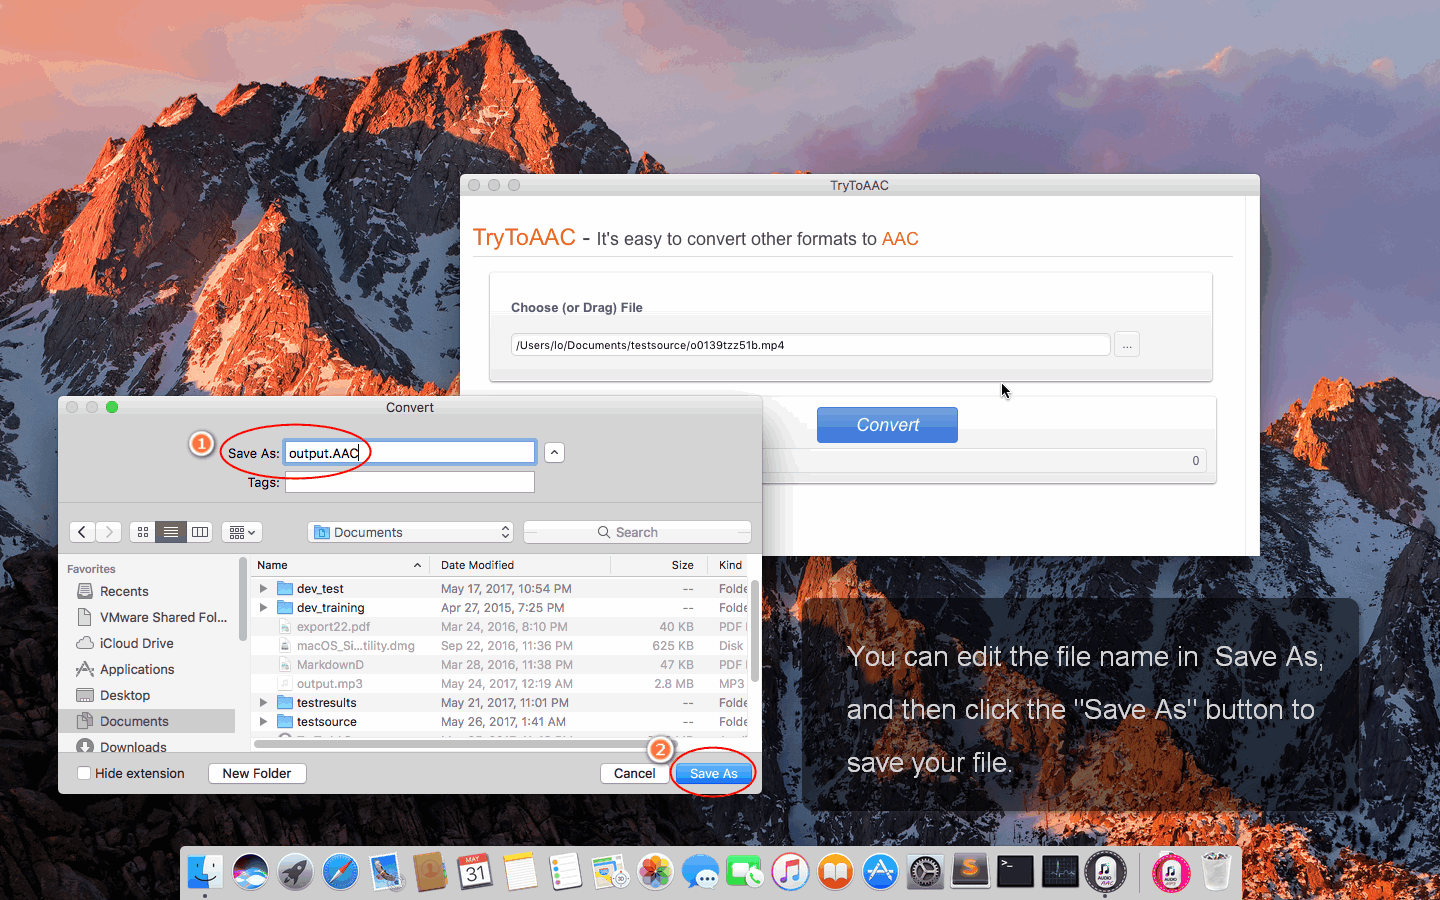 TryToAAC
TryToAAC - It's easy to convert other formats to AAC
Choose (or Drag) File
/Users/lo/Documents/testsource/o0139tzz51b.mp4
...
Convert
0
Convert
1
Save As: output.AAC
Tags:
Documents
Search
Favorites
Recents
VMware Shared Fol...
iCloud Drive
Applications
Desktop
Documents
Downloads
Name Date Modified Size Kind
dev_test May 17, 2017, 10:54 PM -- Folde
dev_training Apr 27, 2015, 7:25 PM -- Folde
export22.pdf Mar 24, 2016, 8:10 PM 40 KB PDF
macOS_Si...tility.dmg Sep 22, 2016, 11:36 PM 625 KB Disk
MarkdownD Mar 28, 2016, 11:38 PM 47 KB PDF
output.mp3 May 24, 2017, 12:19 AM 2.8 MB MP3
testresults May 21, 2017, 11:01 PM -- Folde
testsource May 26, 2017, 1:41 AM -- Folde
2
Hide extension
New Folder
Cancel
Save As
You can edit the file name in Save As,
and then click the "Save As" button to
save your file.
MAY
31
AUDIO
AAC
AUDIO